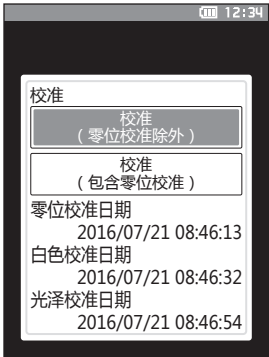 12:34
校准
校准
（零位校准除外）
校准
（包含零位校准）
零位校准日期
2016/07/21 08:46:13
白色校准日期
2016/07/21 08:46:32
光泽校准日期
2016/07/21 08:46:54